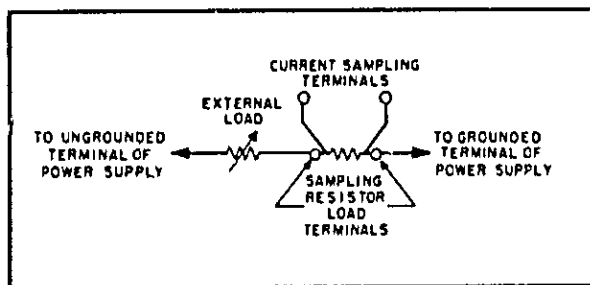 CURRENT SAMPLING
TERMINALS
EXTERNAL
LOAD
TO UNGROUNDED
TERMINAL OF
POWER SUPPLY
TO GROUNDED
TERMINAL OF
POWER SUPPLY
SAMPLING
RESISTOR
LOAD
TERMINALS